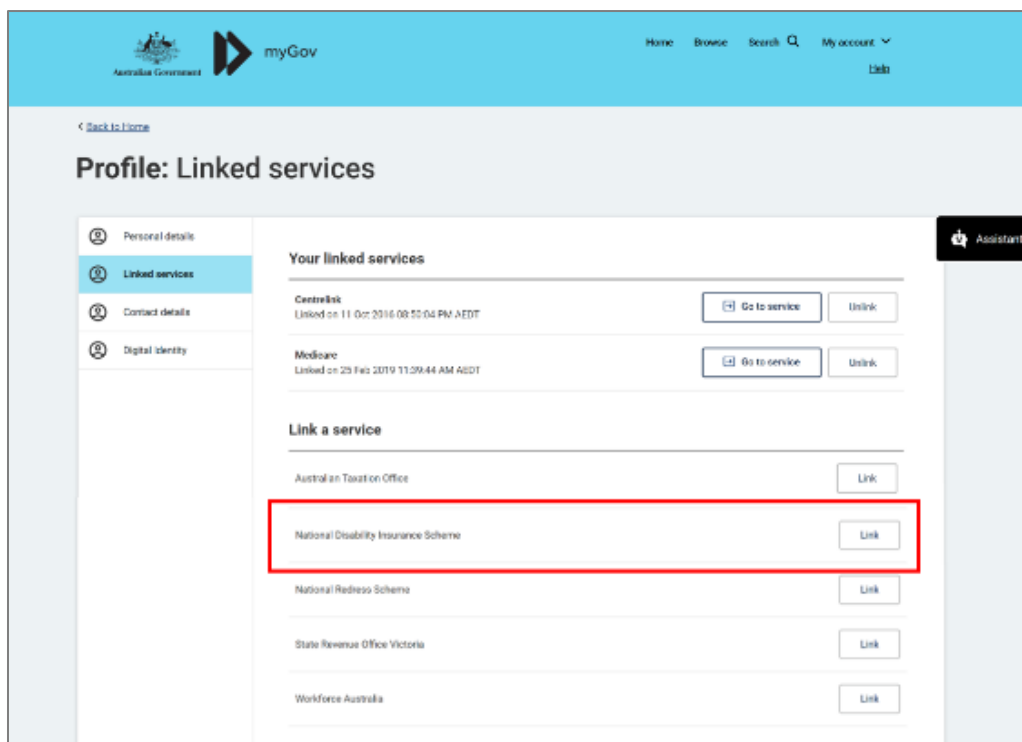 Australian Government
myGov
Home Browse Search My account
Help
Back to Home
Profile: Linked services
Personal details
Linked services
Contact details
Digital Identity
Assistant
Your linked services
Centrelink
Linked on 11 Oct 2016 08:50:04 PM AEDT
Go to service Unlink
Medicare
Linked on 25 Feb 2019 11:39:44 AM AEDT
Go to service Unlink
Link a service
Australian Taxation Office Link
National Disability Insurance Scheme Link
National Redress Scheme Link
State Revenue Office Victoria Link
Workforce Australia Link